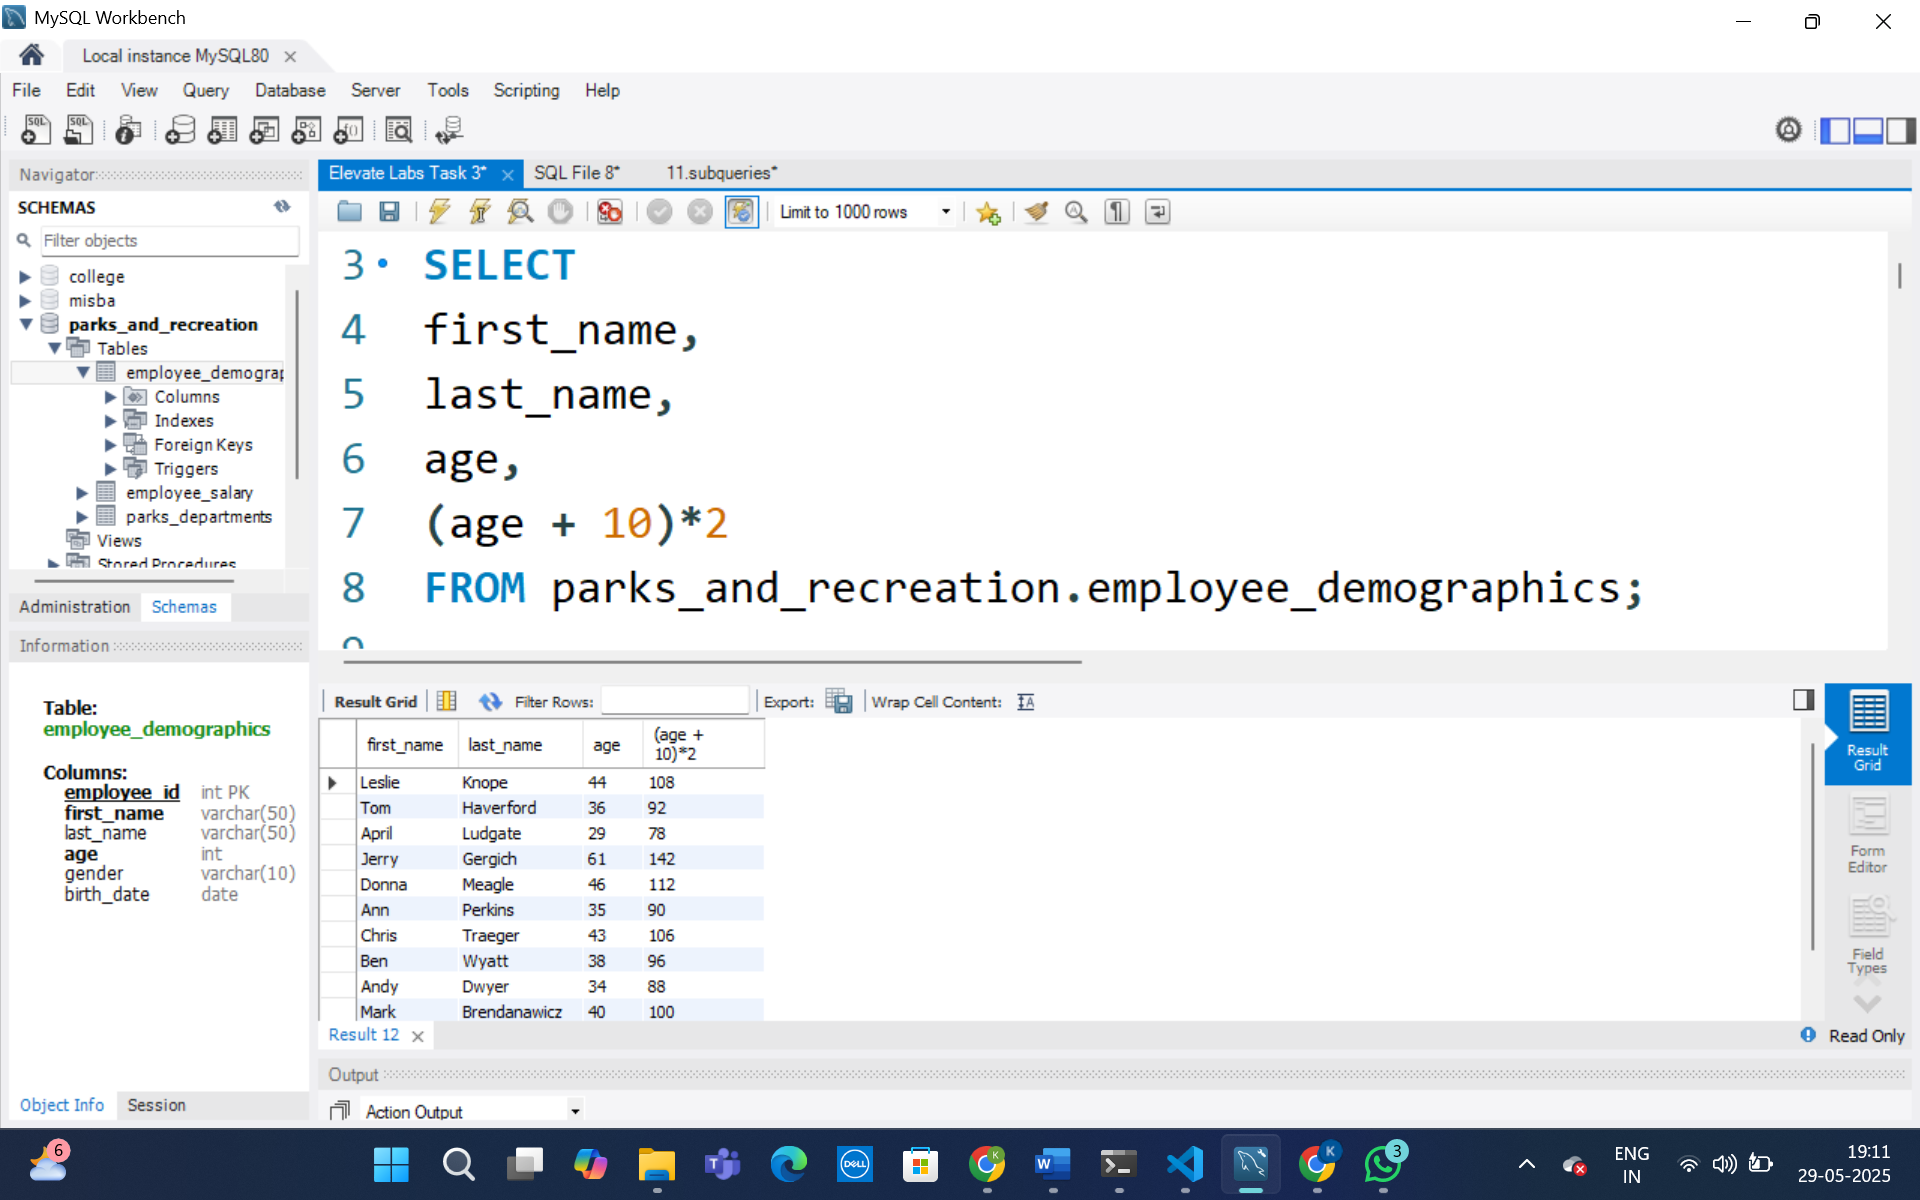 MySQL Workbench
Local instance MySQL80
File Edit View Query Database Server Tools Scripting Help
Navigator
SCHEMAS
Filter objects
college
misba
parks_and_recreation
Tables
employee_demograp
Columns
Indexes
Foreign Keys
Triggers
employee_salary
parks_departments
Views
Stored Procedures
Administration Schemas
Information
Table:
employee_demographics
Columns:
employee_id int PK
first_name varchar(50)
last_name varchar(50)
age int
gender varchar(10)
birth_date date
Object Info Session
Elevate Labs Task 3* SQL File 8* 11.subqueries*
Limit to 1000 rows
3 SELECT
4 first_name,
5 last_name,
6 age,
7 (age + 10)*2
8 FROM parks_and_recreation.employee_demographics;
9
Result Grid Filter Rows: Export: Wrap Cell Content:
first_name last_name age (age + 10)*2
Leslie Knope 44 108
Tom Haverford 36 92
April Ludgate 29 78
Jerry Gergich 61 142
Donna Meagle 46 112
Ann Perkins 35 90
Chris Traeger 43 106
Ben Wyatt 38 96
Andy Dwyer 34 88
Mark Brendanawicz 40 100
Result Grid
Form Editor
Field Types
Result 12
Read Only
Output
Action Output
6
DELL
K
K
3
ENG
IN
19:11
29-05-2025